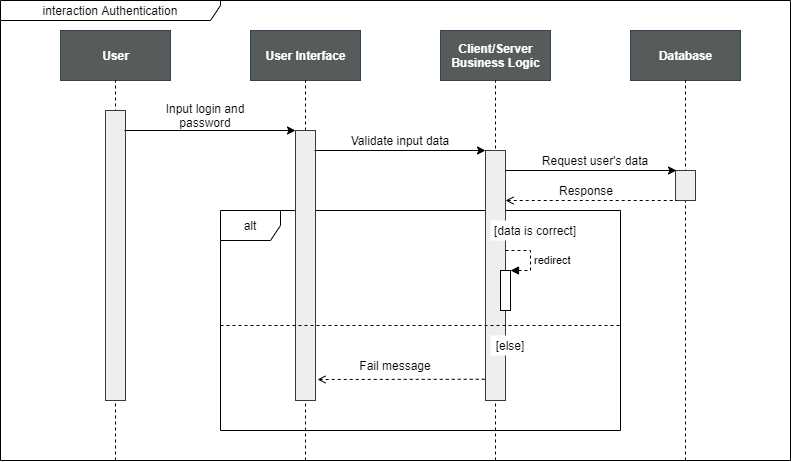 interaction Authentication
User
User Interface
Client/Server
Business Logic
Database
Input login and
password
Validate input data
Request user's data
Response
alt
[data is correct]
redirect
[else]
Fail message